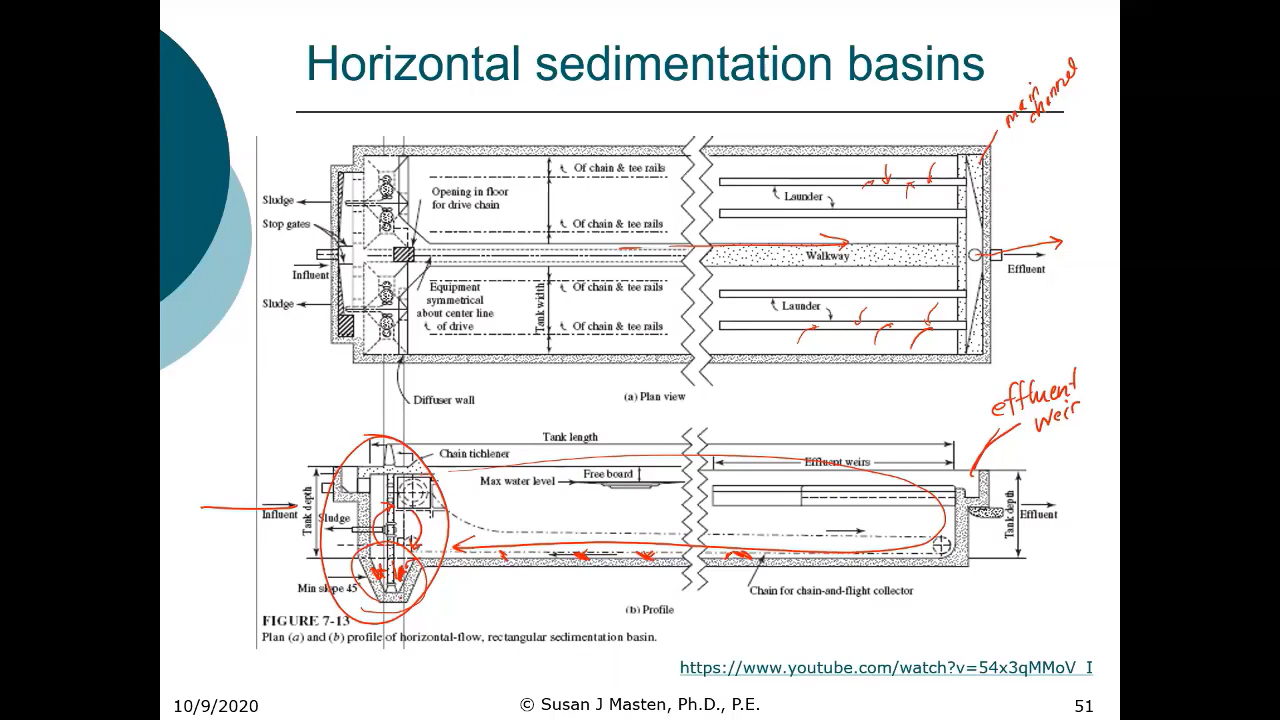 Horizontal sedimentation basins
main
channel
℄ Of chain & tee rails
Opening in floor
for drive chain
Launder
Sludge
Stop gates
℄ Of chain & tee rails
Walkway
Influent
Effluent
Equipment
symmetrical
about center line
℄ of drive
Tank width
℄ Of chain & tee rails
Sludge
Launder
℄ Of chain & tee rails
Diffuser wall
(a) Plan view
effluent
weir
Tank length
Chain tichlener
Effluent weirs
Free board
Max water level
Tank depth
Tank depth
Influent
Sludge
Effluent
Min slope 45
Chain for chain-and-flight collector
(b) Profile
FIGURE 7-13
Plan (a) and (b) profile of horizontal-flow, rectangular sedimentation basin.
https://www.youtube.com/watch?v=54x3qMMoV_I
10/9/2020
© Susan J Masten, Ph.D., P.E.
51